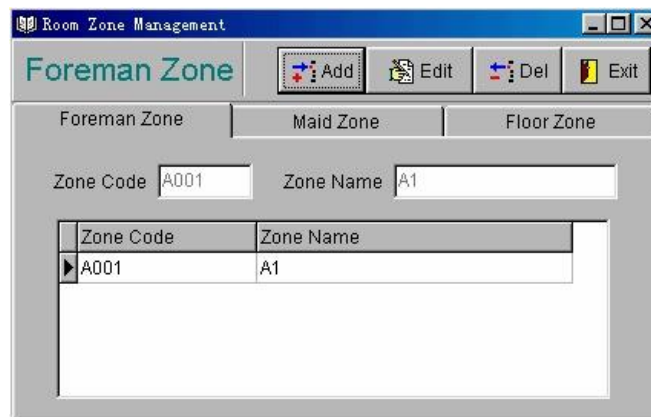 Room Zone Management
Foreman Zone Add Edit Del Exit
Foreman Zone Maid Zone Floor Zone
Zone Code A001 Zone Name A1
Zone Code Zone Name
A001 A1